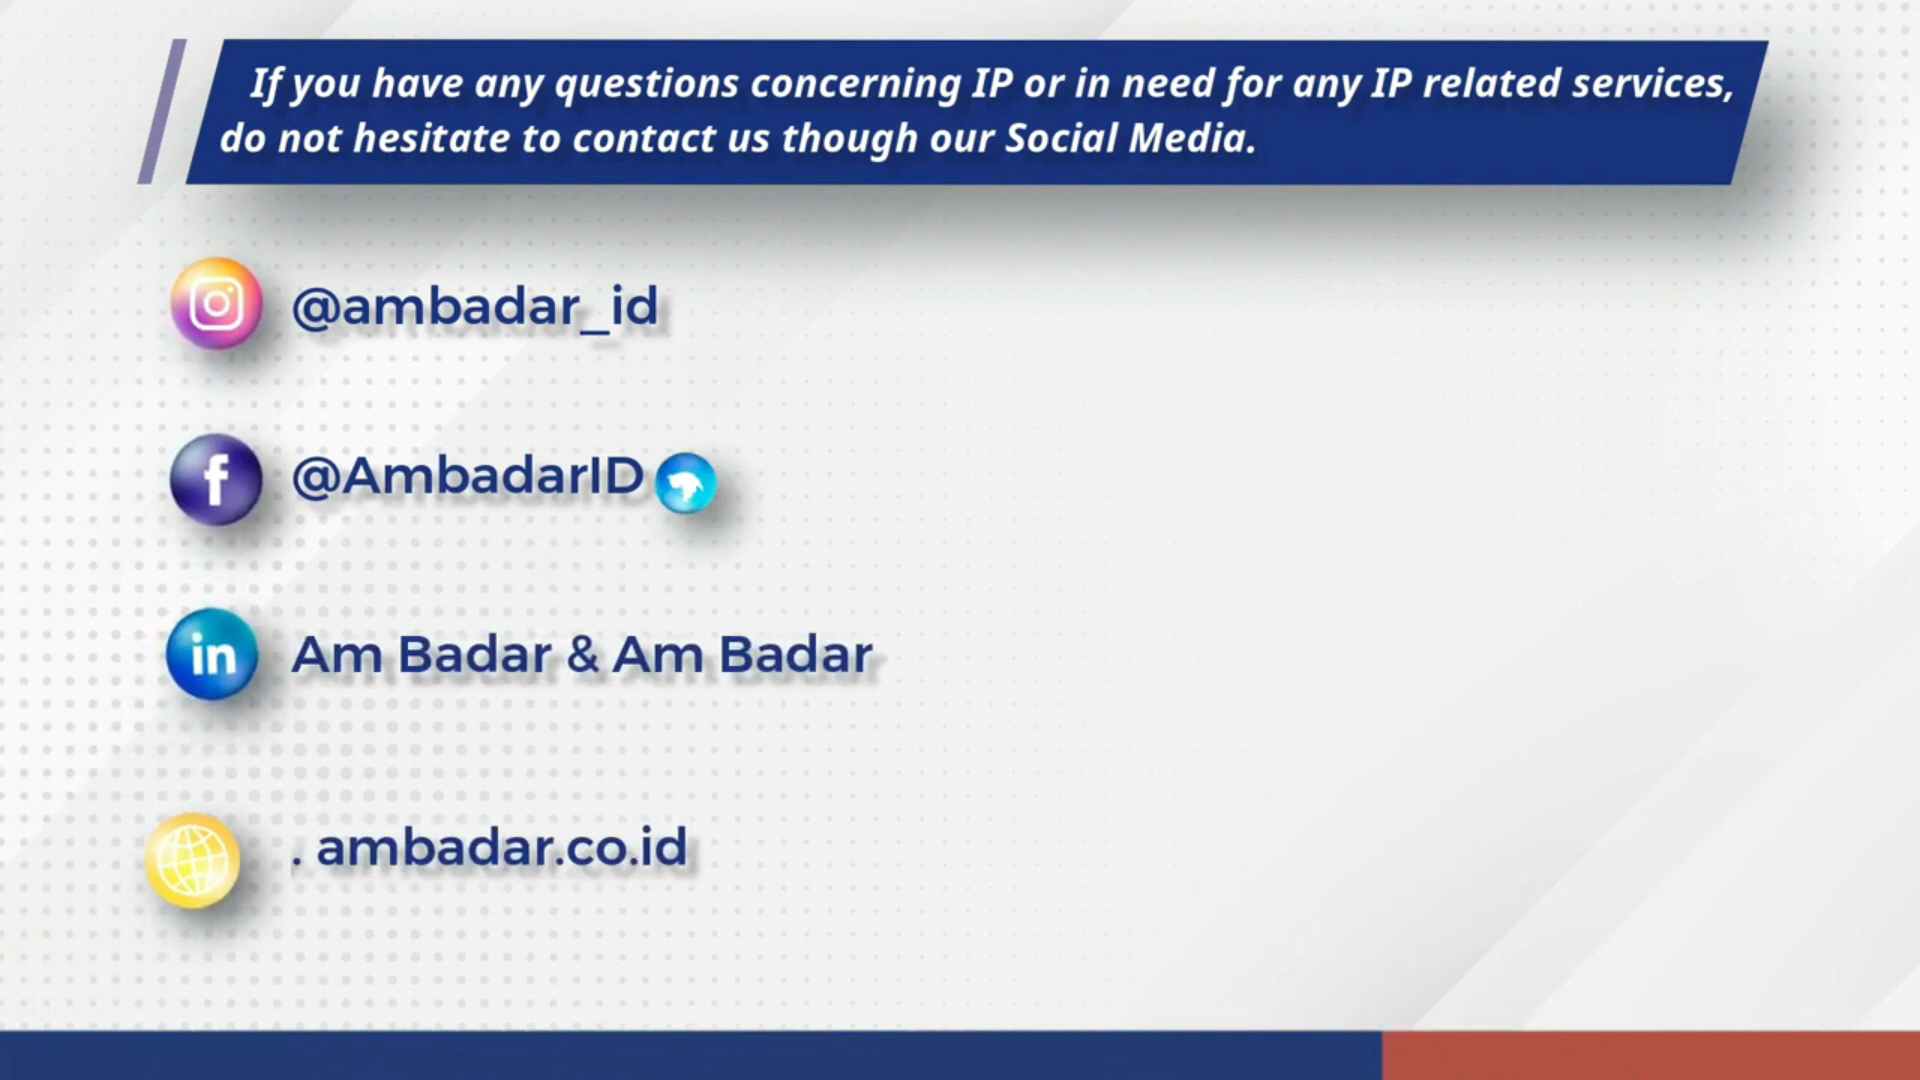 If you have any questions concerning IP or in need for any IP related services,
do not hesitate to contact us though our Social Media.
@ambadar_id
f @AmbadarID
in Am Badar & Am Badar
. ambadar.co.id